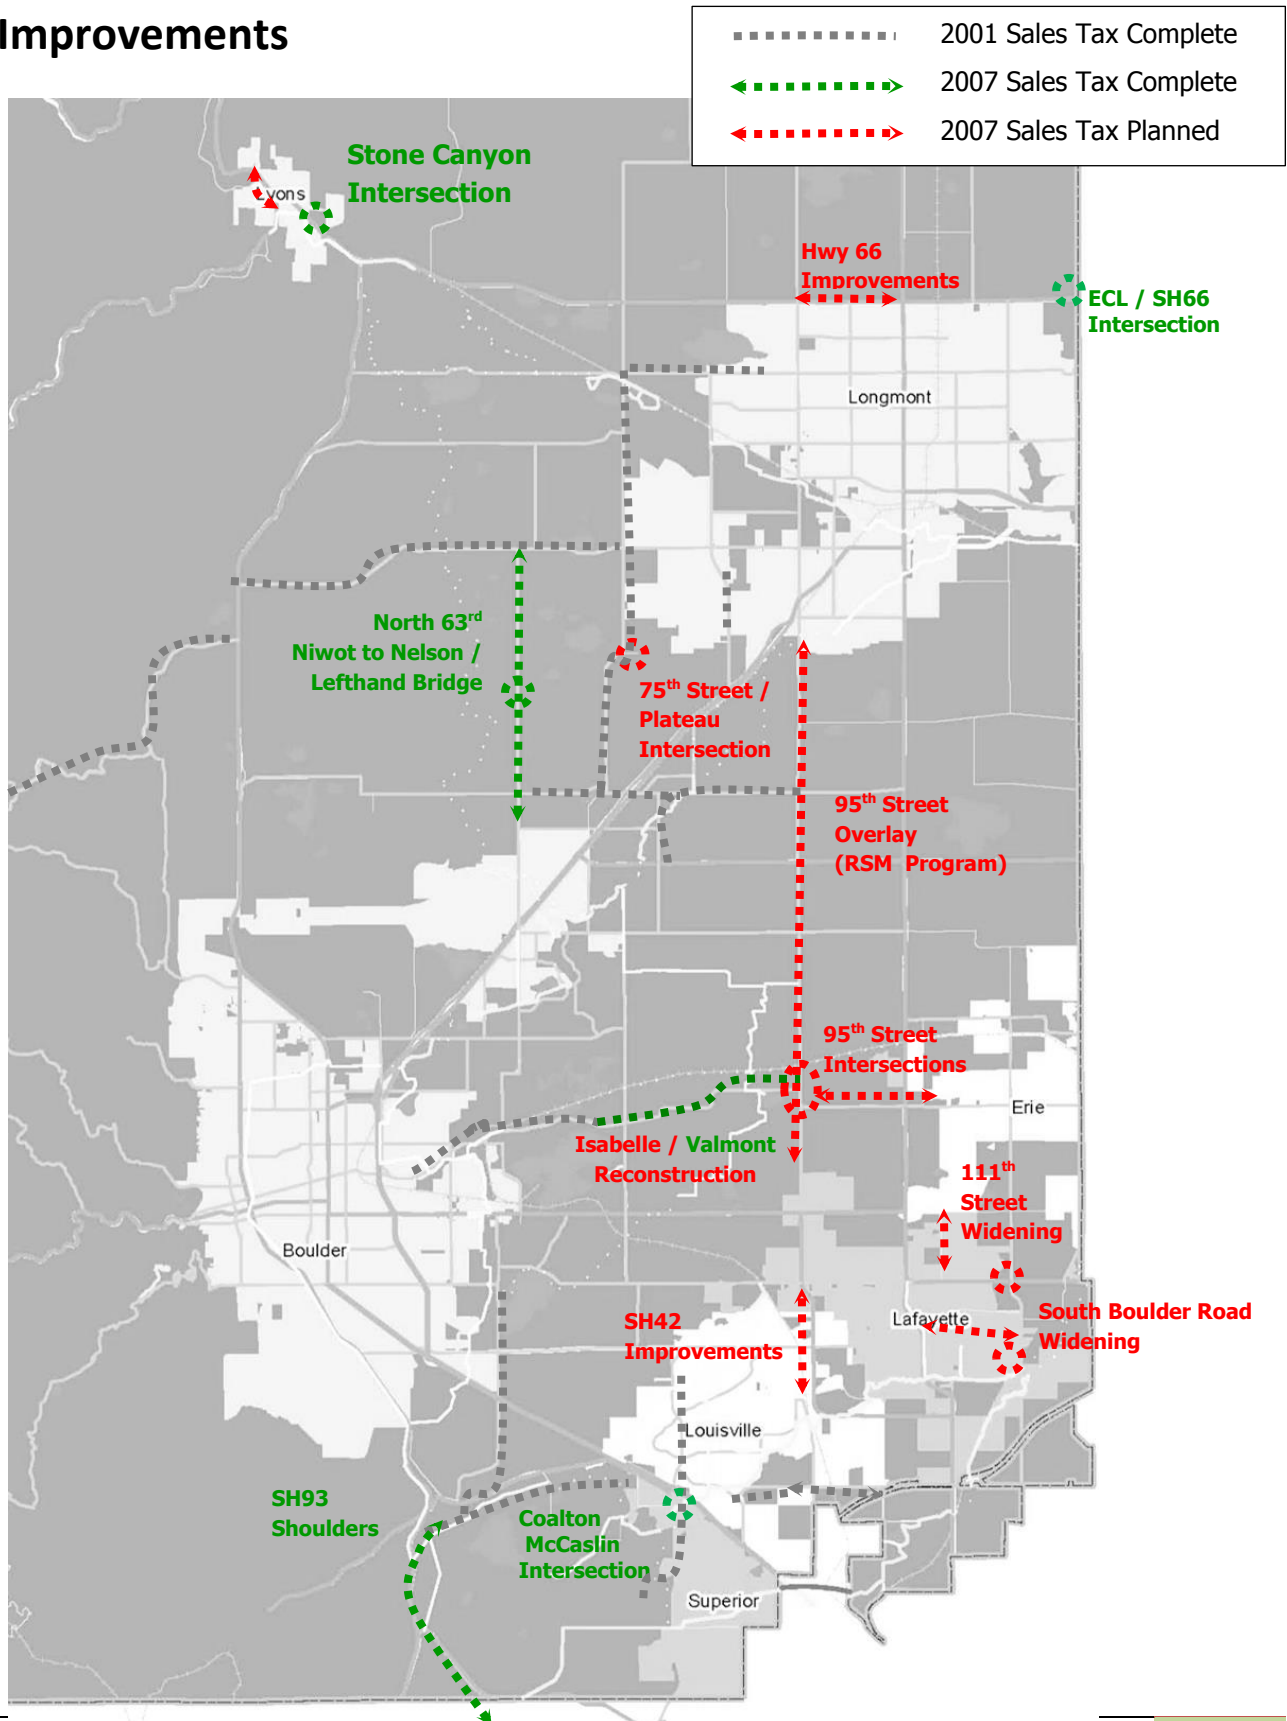 Improvements
2001 Sales Tax Complete
2007 Sales Tax Complete
2007 Sales Tax Planned
Stone Canyon
Intersection
Lyons
Hwy 66
Improvements
ECL / SH66
Intersection
Longmont
North 63rd
Niwot to Nelson /
Lefthand Bridge
75th Street /
Plateau
Intersection
95th Street
Overlay
(RSM Program)
95th Street
Intersections
Erie
Isabelle / Valmont
Reconstruction
111th
Street
Widening
Boulder
SH42
Improvements
Lafayette
South Boulder Road
Widening
Louisville
SH93
Shoulders
Coalton
McCaslin
Intersection
Superior